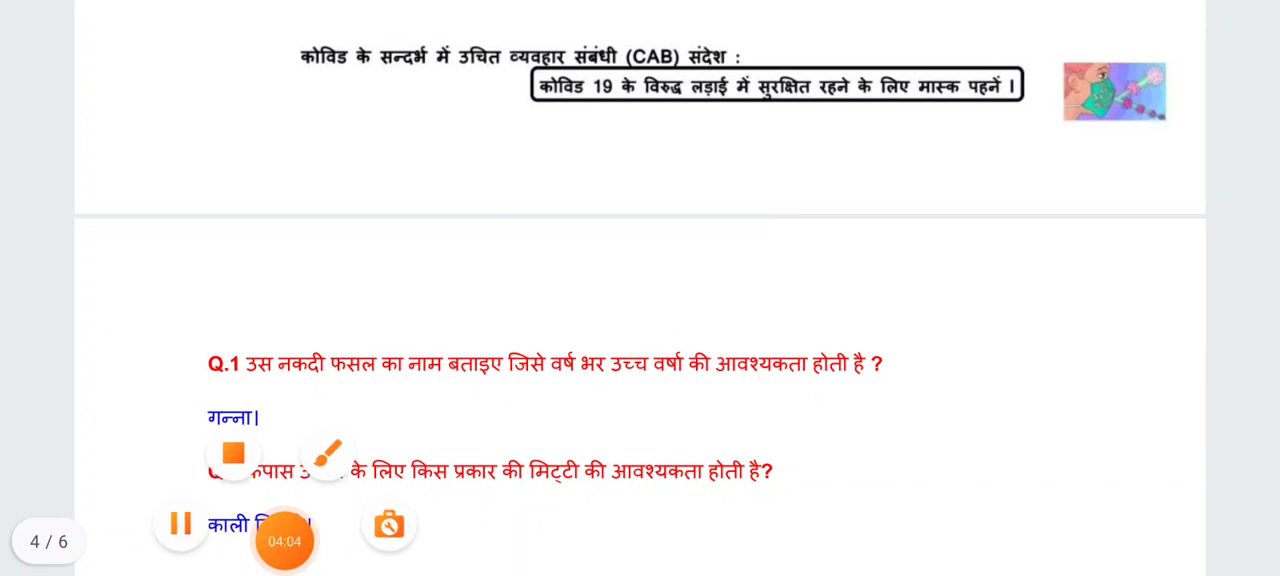 कोविड के सन्दर्भ में उचित व्यवहार संबंधी (CAB) संदेश :
कोविड 19 के विरुद्ध लड़ाई में सुरक्षित रहने के लिए मास्क पहनें ।
Q.1 उस नकदी फसल का नाम बताइए जिसे वर्ष भर उच्च वर्षा की आवश्यकता होती है ?
गन्ना।
के लिए किस प्रकार की मिट्टी की आवश्यकता होती है?
काली
4 / 6
04:04